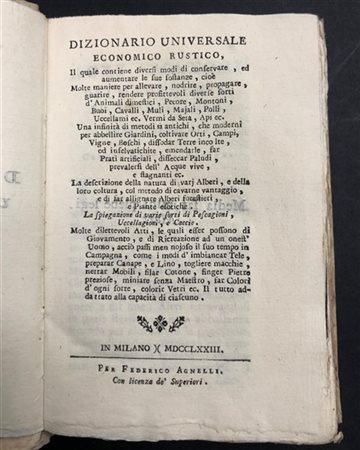 DIZIONARIO UNIVERSALE
ECONOMICO RUSTICO,
Il quale contiene diversi modi di conservare, ed
aumentare le sue sostanze, cioè
Molte maniere per allevare, nodrire, propagare,
guarire, rendere profittevoli diverse sorti
d'Animali dimestici, Pecore, Montoni,
Buoi, Cavalli, Muli, Majali, Polli,
Uccellami ec. Vermi da Seta, Api ec.
Una infinità di metodi sì antichi, che moderni
per abbellire Giardini, coltivare Orti, Campi,
Vigne, Boschi, dissodar Terre incolte,
ed inselvatichite, emendarle, far
Prati artificiali, disseccar Paludi,
prevalersi dell' Acque vive,
e stagnanti ec.
La descrizione della natura di varj Alberi, e della
loro coltura, col metodo di cavarne vantaggio,
e di far allignare Alberi forastieri,
e Piante esotiche.
La spiegazione di varie sorti di Pescagioni,
Uccellagioni, e Caccie.
Molte dilettevoli Arti, le quali esser possono di
Giovamento, e di Ricreazione ad un onest'
Uomo, acciò passi men nojoso il suo tempo in
Campagna, come i modi d'imbiancar Tele,
preparar Canape, e Lino, togliere macchie,
nettar Mobili, filar Cotone, finger Pietre
preziose, miniare senza Maestro, far Colori
d'ogni sorte, colorir Vetri ec. Il tutto ad-
dattato alla capacità di ciascuno.
IN MILANO )( MDCCLXXIII.
PER FEDERICO AGNELLI.
Con licenza de' Superiori.